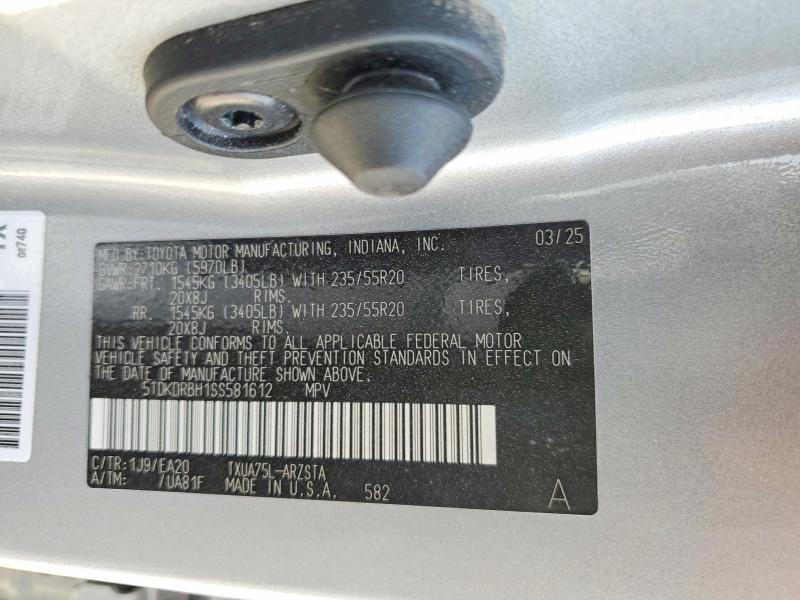 MFD.BY:TOYOTA MOTOR MANUFACTURING, INDIANA, INC. 03/25
GVWR:2710KG (5970LB)
GAWR-FRT. 1545KG (3405LB) WITH 235/55R20 TIRES,
20X8J RIMS.
RR. 1545KG (3405LB) WITH 235/55R20 TIRES,
20X8J RIMS.
THIS VEHICLE CONFORMS TO ALL APPLICABLE FEDERAL MOTOR
VEHICLE SAFETY AND THEFT PREVENTION STANDARDS IN EFFECT ON
THE DATE OF MANUFACTURE SHOWN ABOVE.
5TDKDRBH1SS581612 MPV
C/TR:1J9/EA20 TXUA75L-ARZSTA
A/TM: /UA81F MADE IN U.S.A. 582 A
0E740